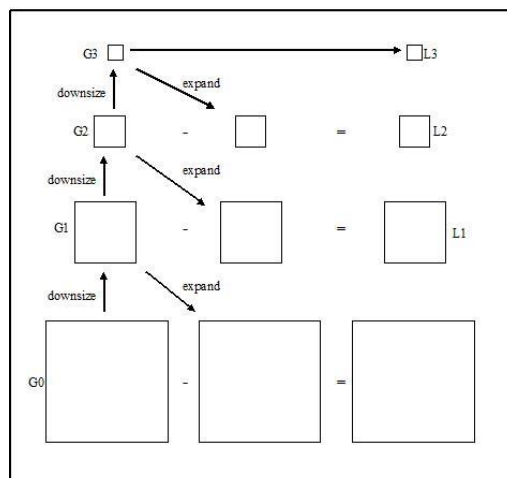 G3 L3
expand
downsize
G2 - = L2
expand
downsize
G1 - = L1
expand
downsize
G0 - =